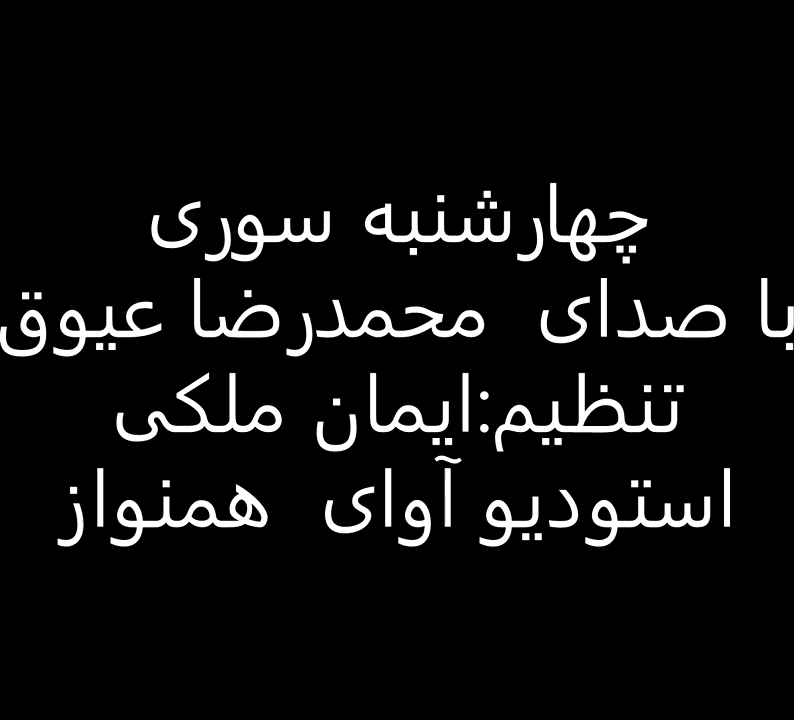 چهارشنبه سوری
با صدای محمدرضا عیوق
تنظیم:ایمان ملکی
استودیو آوای همنواز